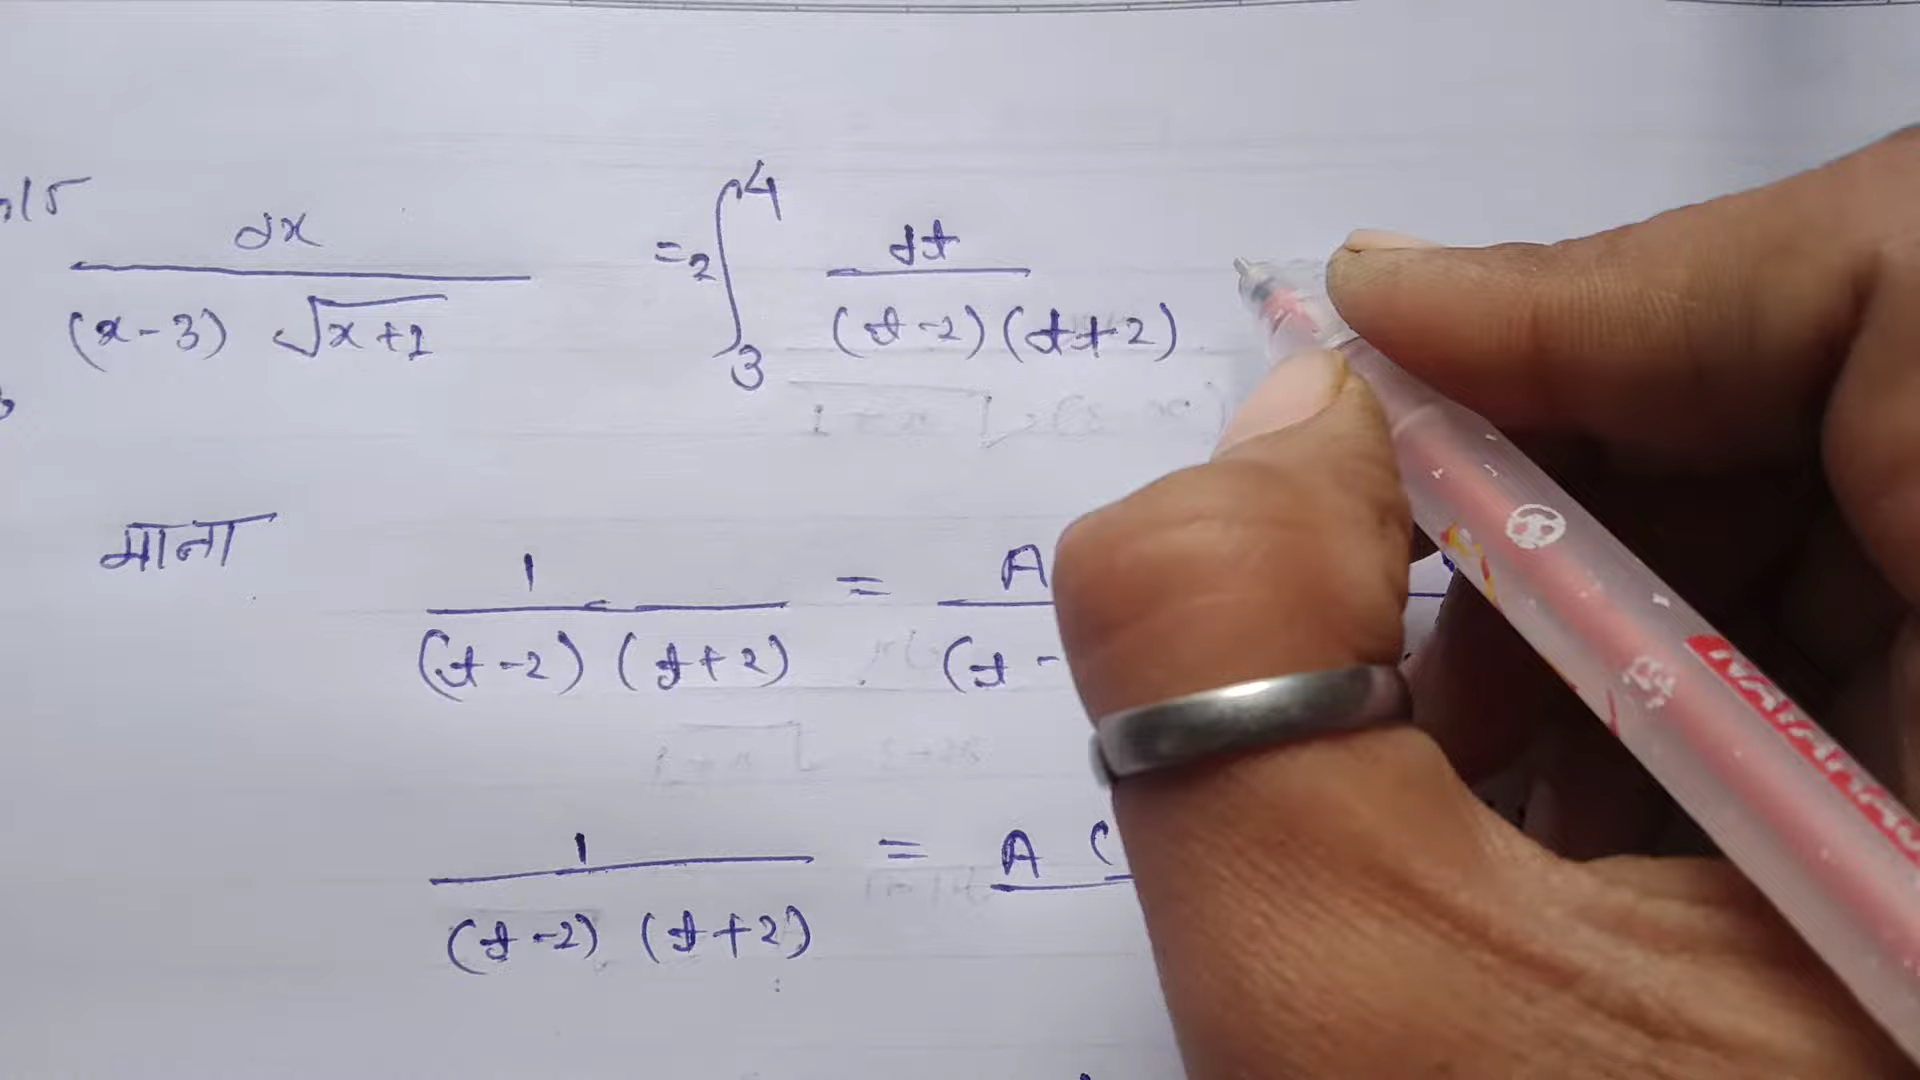 15
dx = 2 ∫ 4 dt
(x-3) √x+1 3 (t-2)(t+2)
माना 1 = A
(t-2) (t+2) (t-
1 = A (
(t-2) (t+2)